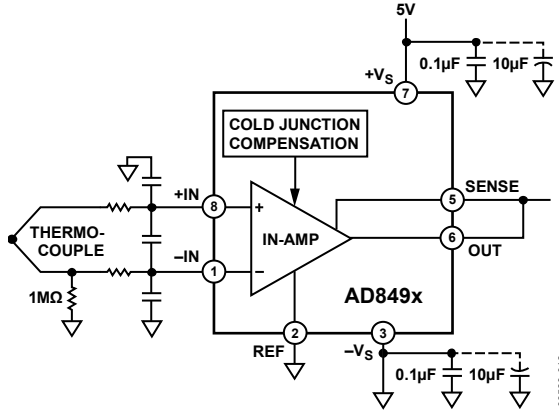 5V
0.1µF 10µF
+VS
7
COLD JUNCTION
COMPENSATION
+IN
8
THERMO-
COUPLE
–IN
1
1MΩ
+
–
IN-AMP
5
SENSE
6
OUT
AD849x
2
REF
3
–VS
0.1µF 10µF